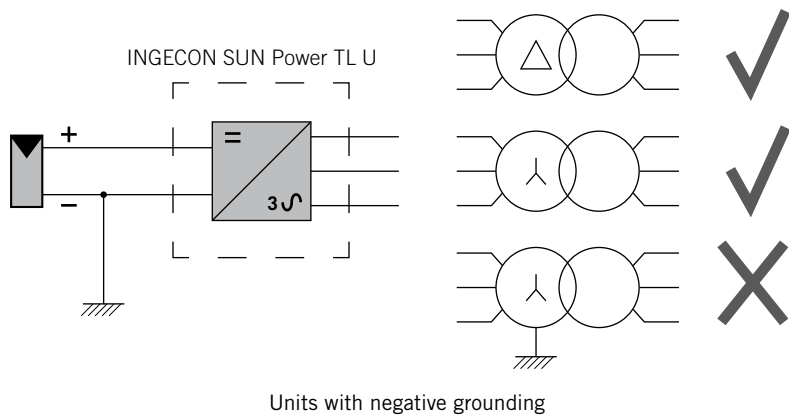 INGECON SUN Power TL U
+
=
−
3
Units with negative grounding